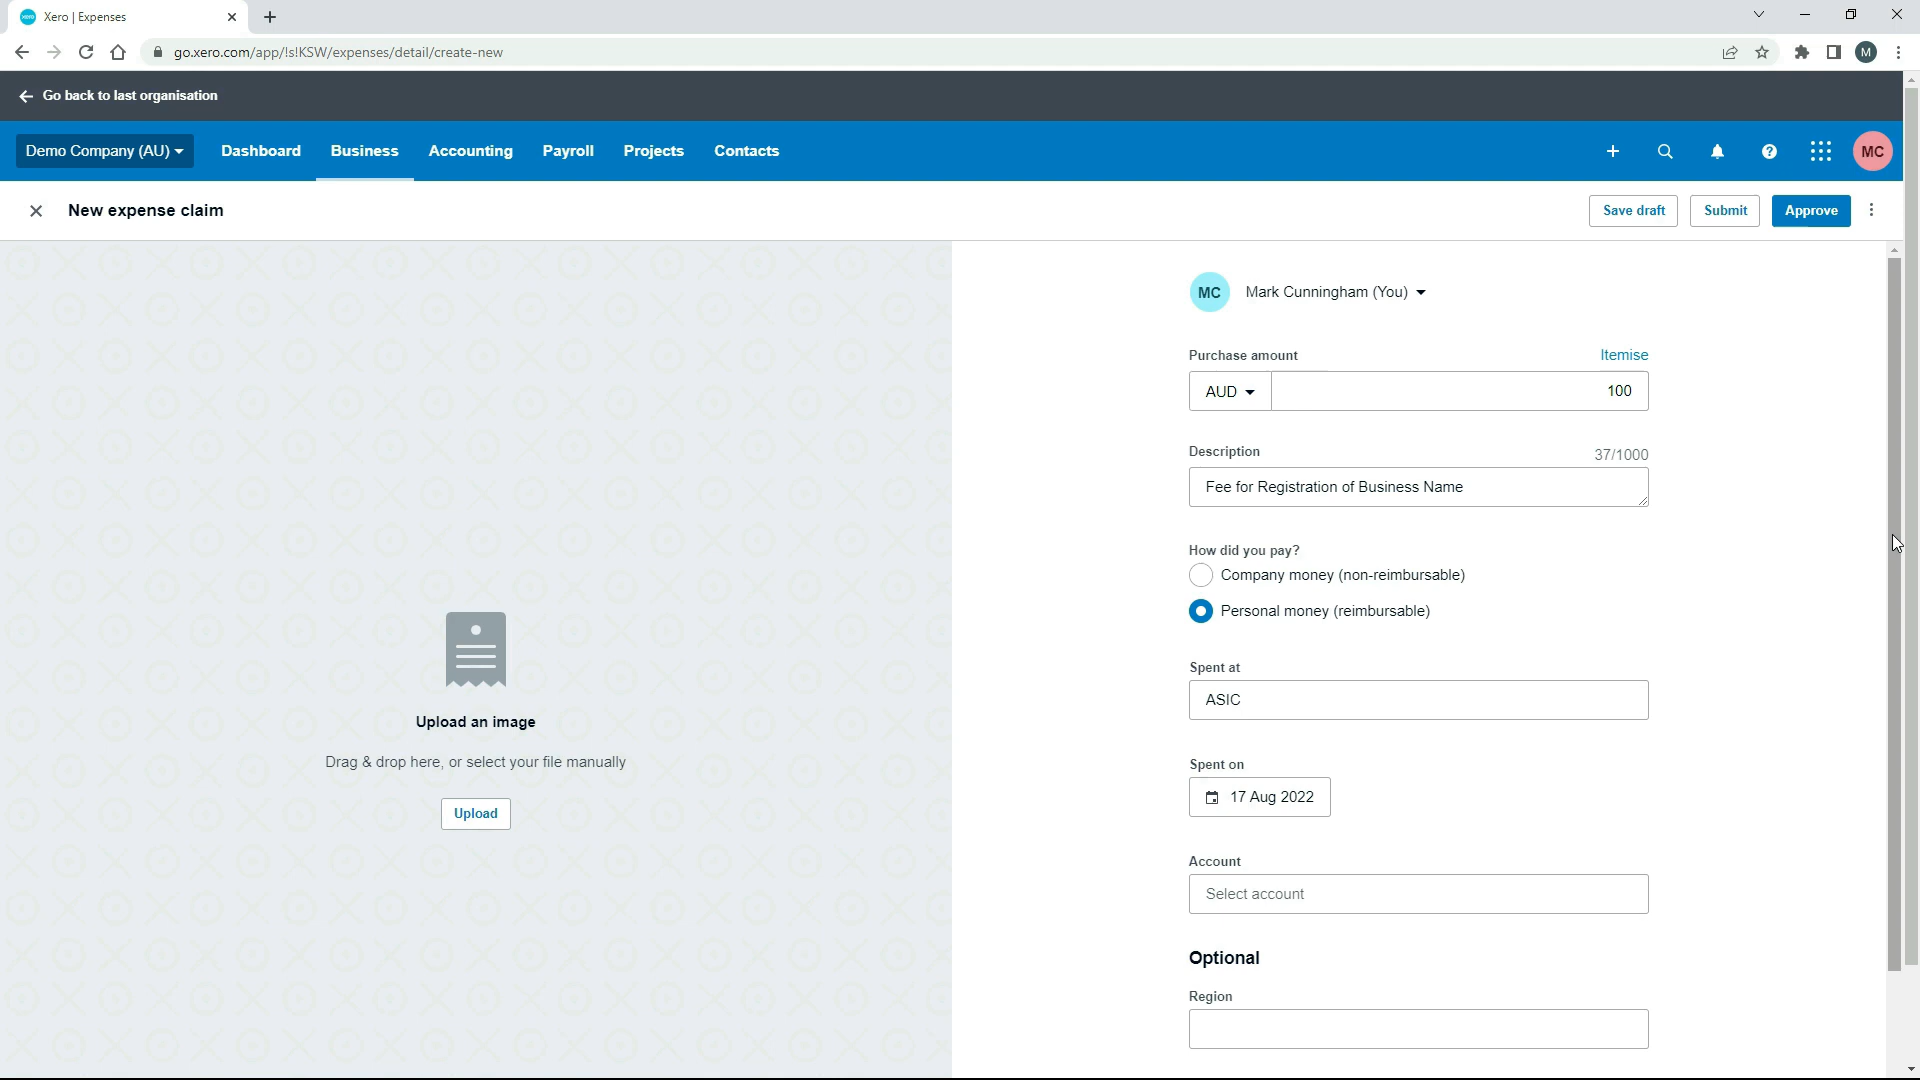 Xero | Expenses
go.xero.com/app/!s!KSW/expenses/detail/create-new
M
Go back to last organisation
Demo Company (AU)
Dashboard
Business
Accounting
Payroll
Projects
Contacts
MC
New expense claim
Save draft
Submit
Approve
MC
Mark Cunningham (You)
Purchase amount
Itemise
AUD
100
Description
37/1000
Fee for Registration of Business Name
How did you pay?
Company money (non-reimbursable)
Personal money (reimbursable)
Spent at
ASIC
Upload an image
Drag & drop here, or select your file manually
Upload
Spent on
17 Aug 2022
Account
Select account
Optional
Region